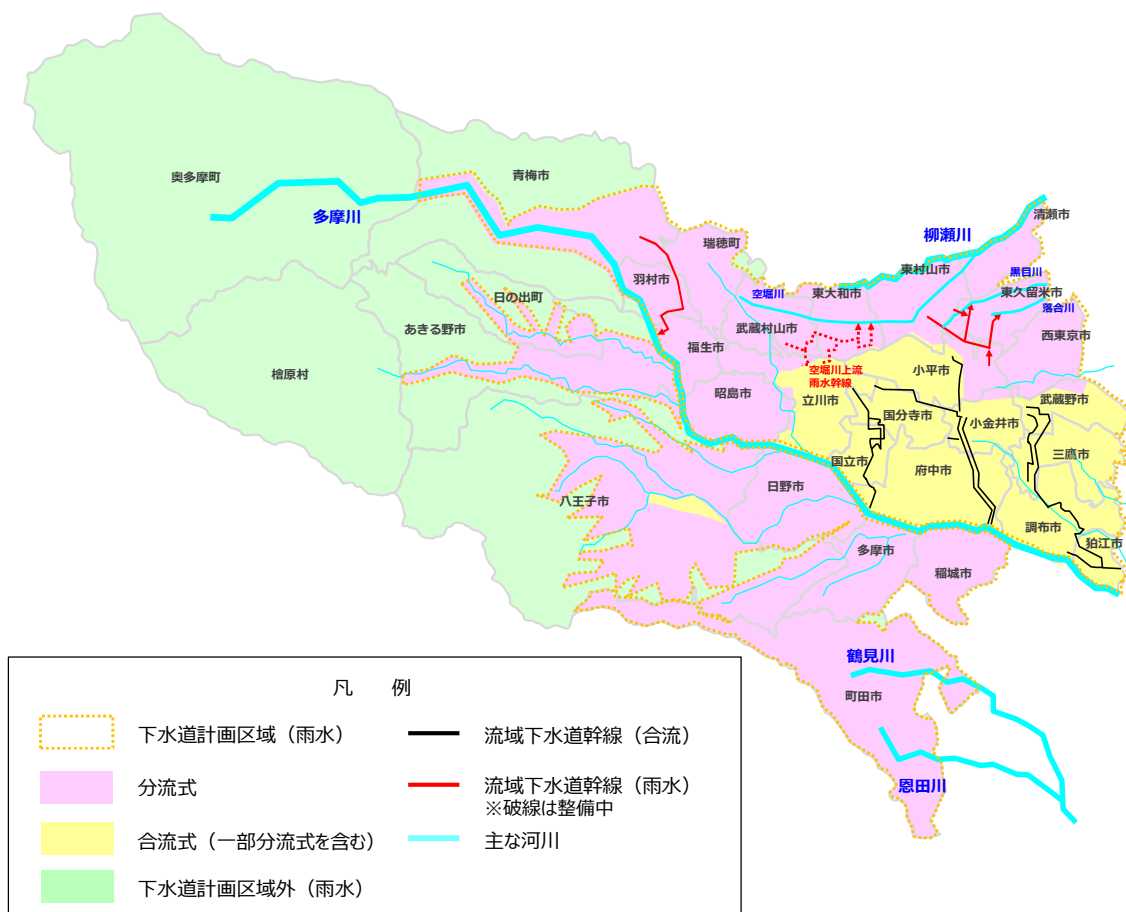 奥多摩町
青梅市
多摩川
清瀬市
柳瀬川
瑞穂町
東村山市
黒目川
羽村市
空堀川
東大和市
東久留米市
日の出町
落合川
あきる野市
武蔵村山市
西東京市
福生市
檜原村
空堀川上流
雨水幹線
小平市
昭島市
立川市
武蔵野市
国分寺市
小金井市
三鷹市
国立市
府中市
日野市
八王子市
調布市
狛江市
多摩市
稲城市
鶴見川
町田市
恩田川
凡 例
下水道計画区域（雨水）
流域下水道幹線（合流）
分流式
流域下水道幹線（雨水）
※破線は整備中
合流式（一部分流式を含む）
主な河川
下水道計画区域外（雨水）